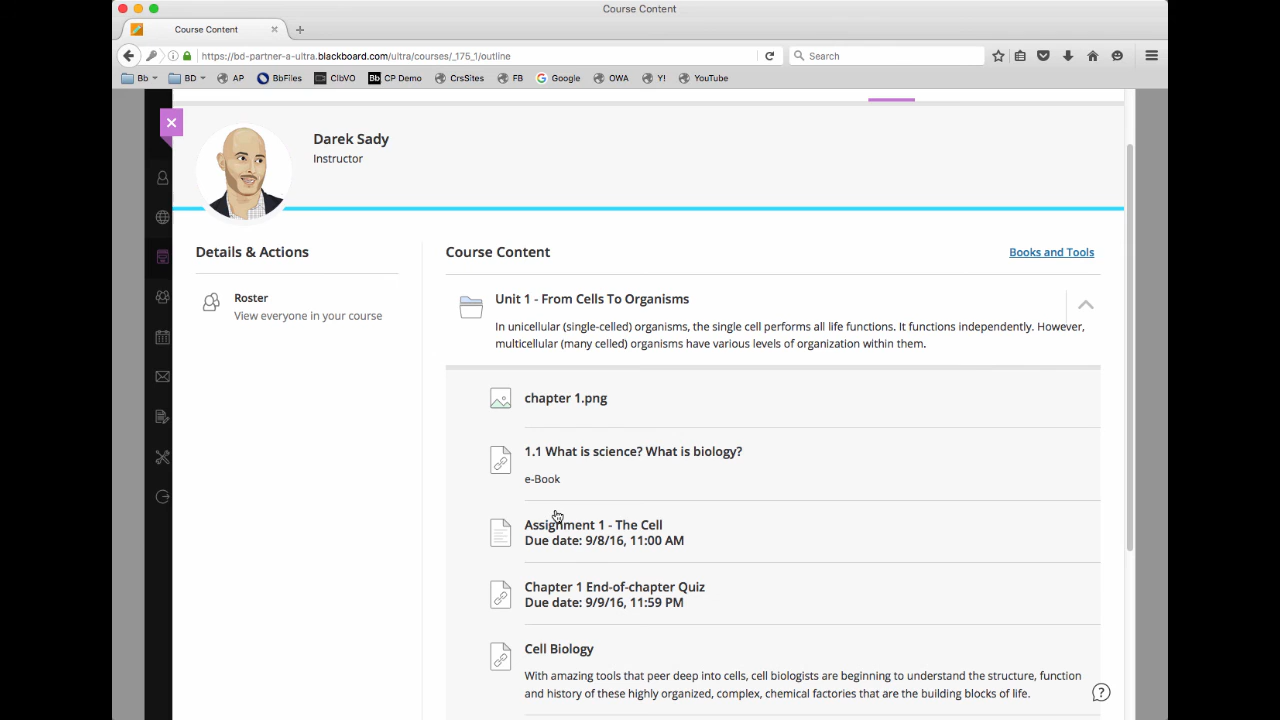 Course Content
Course Content
https://bd-partner-a-ultra.blackboard.com/ultra/courses/_175_1/outline
Search
Bb
BD
AP
BbFiles
ClbVO
Bb CP Demo
CrsSites
FB
Google
OWA
Y!
YouTube
Darek Sady
Instructor
Details & Actions
Roster
View everyone in your course
Course Content
Books and Tools
Unit 1 - From Cells To Organisms
In unicellular (single-celled) organisms, the single cell performs all life functions. It functions independently. However,
multicellular (many celled) organisms have various levels of organization within them.
chapter 1.png
1.1 What is science? What is biology?
e-Book
Assignment 1 - The Cell
Due date: 9/8/16, 11:00 AM
Chapter 1 End-of-chapter Quiz
Due date: 9/9/16, 11:59 PM
Cell Biology
With amazing tools that peer deep into cells, cell biologists are beginning to understand the structure, function
and history of these highly organized, complex, chemical factories that are the building blocks of life.